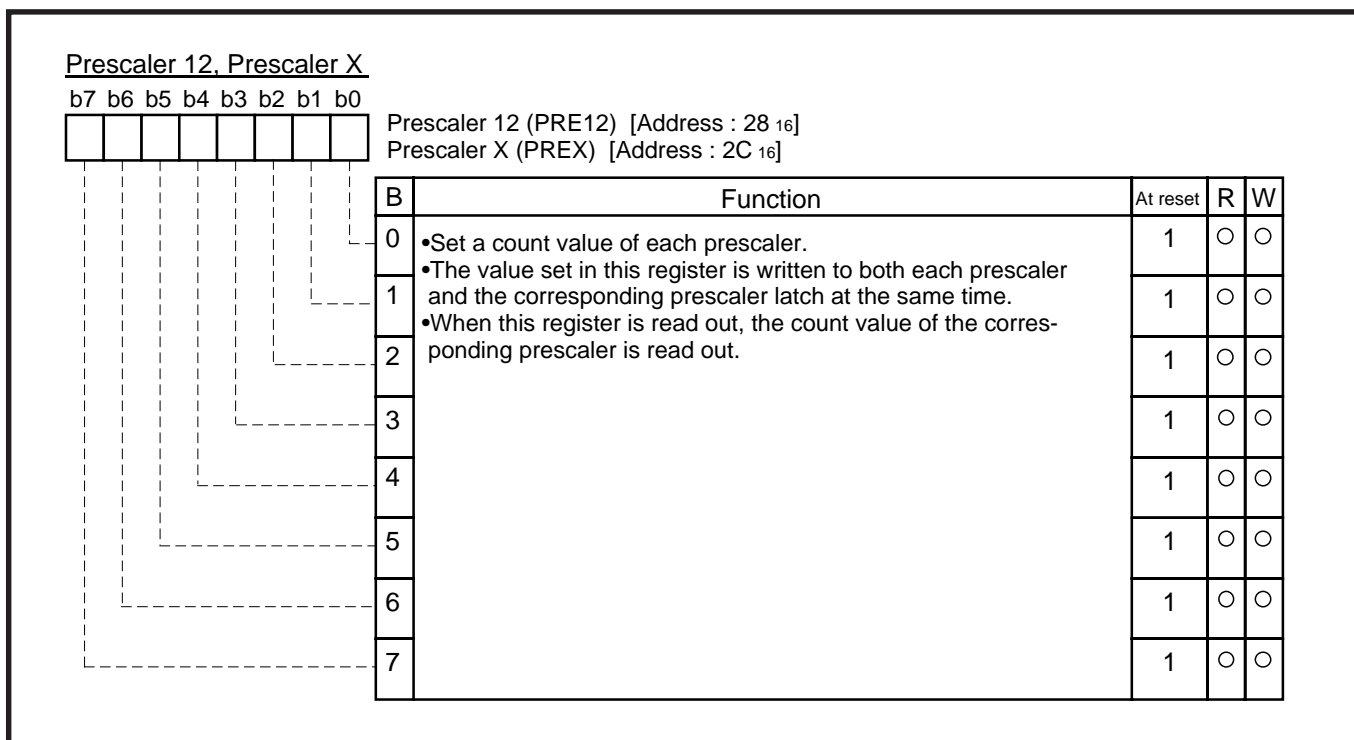 Prescaler 12, Prescaler X
b7 b6 b5 b4 b3 b2 b1 b0
Prescaler 12 (PRE12) [Address : 28 16]
Prescaler X (PREX) [Address : 2C 16]
B Function At reset R W
0 •Set a count value of each prescaler. 1 ○ ○
•The value set in this register is written to both each prescaler
1 and the corresponding prescaler latch at the same time. 1 ○ ○
•When this register is read out, the count value of the corres-
2 ponding prescaler is read out. 1 ○ ○
3 1 ○ ○
4 1 ○ ○
5 1 ○ ○
6 1 ○ ○
7 1 ○ ○